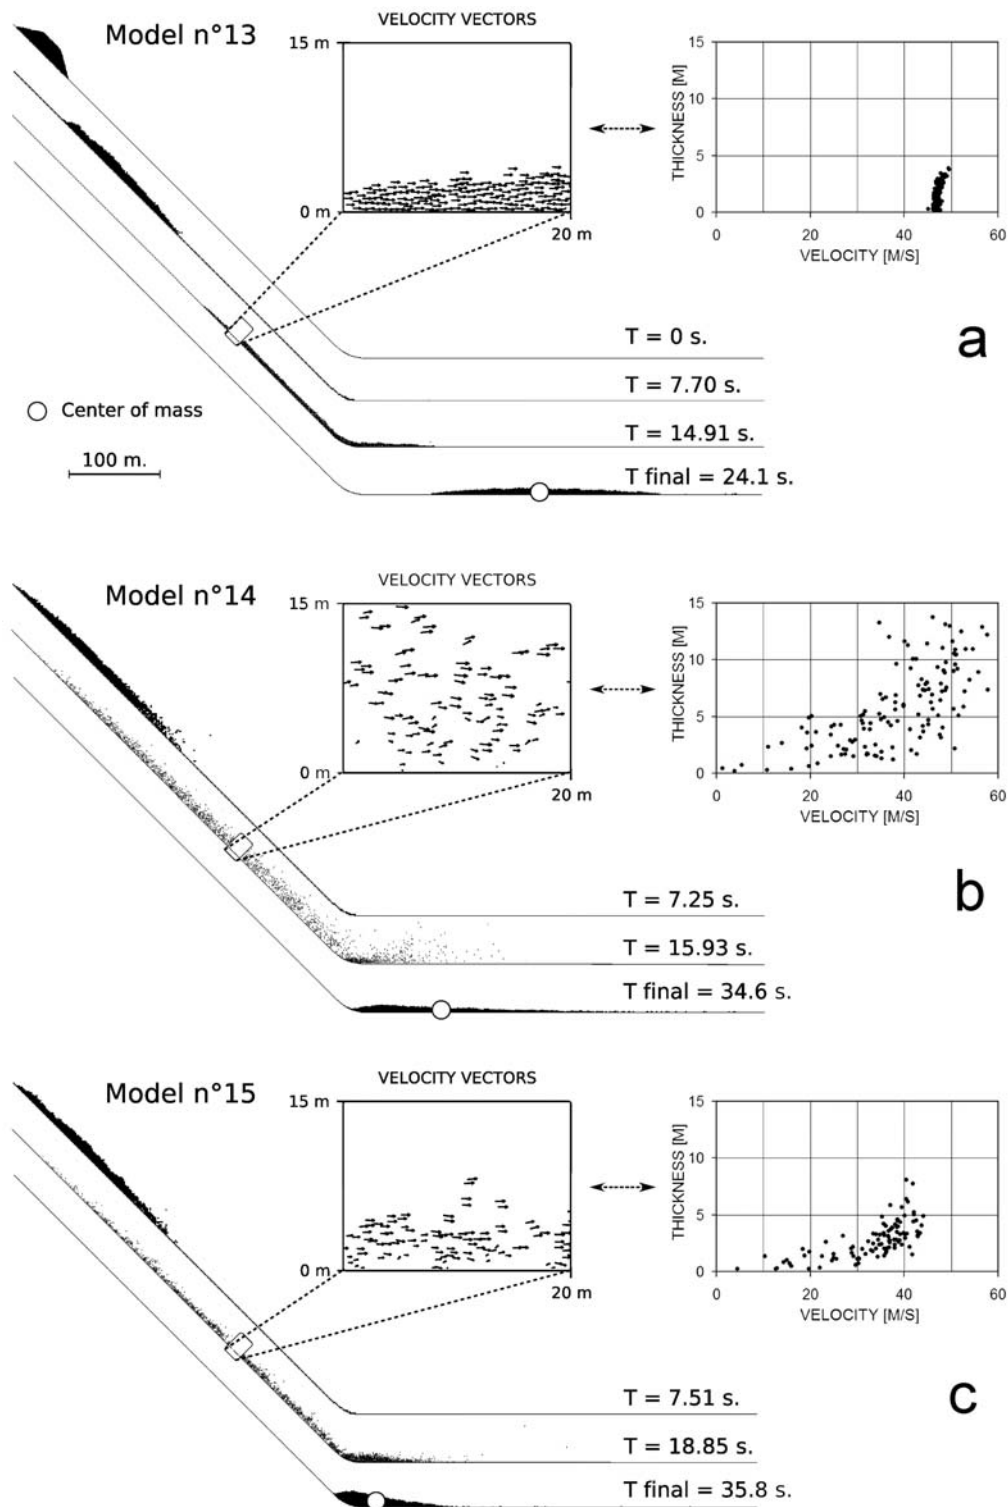 Model n°13
VELOCITY VECTORS
15 m
0 m
20 m
THICKNESS [M]
15
10
5
0
0 20 40 60
VELOCITY [M/S]
a
T = 0 s.
T = 7.70 s.
T = 14.91 s.
T final = 24.1 s.
Center of mass
100 m.
Model n°14
VELOCITY VECTORS
15 m
0 m
20 m
THICKNESS [M]
15
10
5
0
0 20 40 60
VELOCITY [M/S]
b
T = 7.25 s.
T = 15.93 s.
T final = 34.6 s.
Model n°15
VELOCITY VECTORS
15 m
0 m
20 m
THICKNESS [M]
15
10
5
0
0 20 40 60
VELOCITY [M/S]
c
T = 7.51 s.
T = 18.85 s.
T final = 35.8 s.